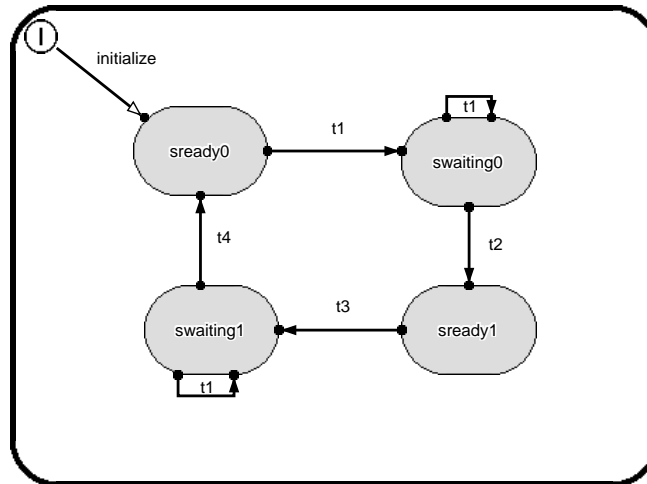 I
initialize
t1
sready0
t1
swaiting0
t4
t2
t3
swaiting1
sready1
t1